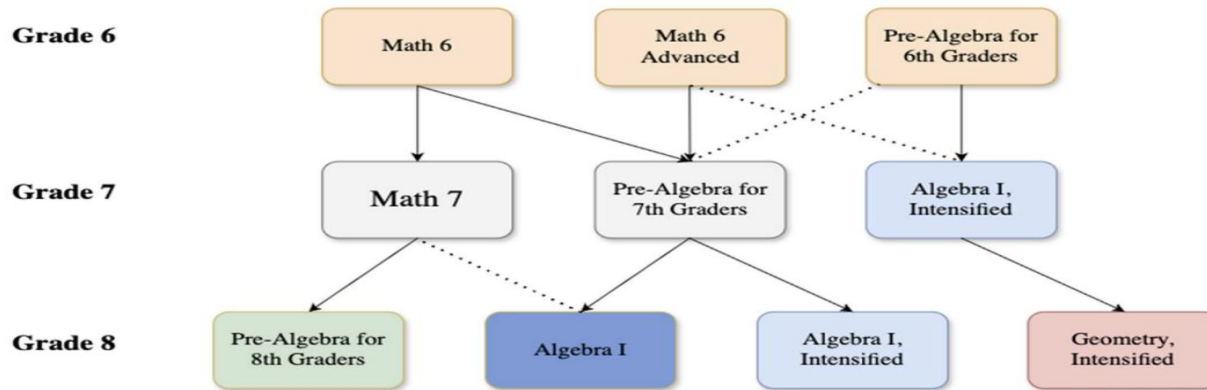 Grade 6
Math 6
Math 6
Advanced
Pre-Algebra for
6th Graders
Grade 7
Math 7
Pre-Algebra for
7th Graders
Algebra I,
Intensified
Grade 8
Pre-Algebra for
8th Graders
Algebra I
Algebra I,
Intensified
Geometry,
Intensified